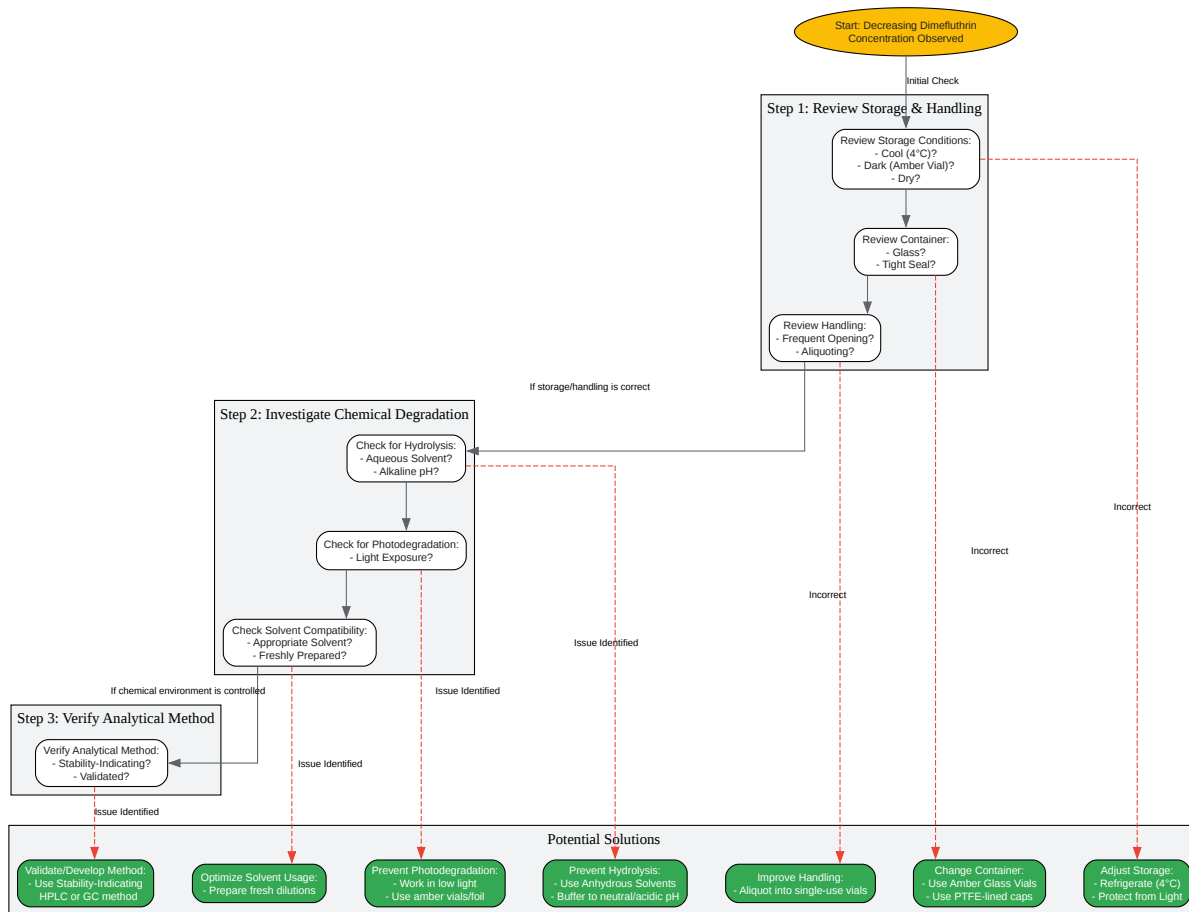 Start: Decreasing Dimefluthrin
Concentration Observed
Initial Check
Step 1: Review Storage & Handling
Review Storage Conditions:
- Cool (4°C)?
- Dark (Amber Vial)?
- Dry?
Review Container:
- Glass?
- Tight Seal?
Review Handling:
- Frequent Opening?
- Aliquoting?
If storage/handling is correct
Step 2: Investigate Chemical Degradation
Check for Hydrolysis:
- Aqueous Solvent?
- Alkaline pH?
Check for Photodegradation:
- Light Exposure?
Check Solvent Compatibility:
- Appropriate Solvent?
- Freshly Prepared?
Incorrect
Incorrect
Incorrect
Issue Identified
Issue Identified
If chemical environment is controlled
Step 3: Verify Analytical Method
Verify Analytical Method:
- Stability-Indicating?
- Validated?
Issue Identified
Issue Identified
Potential Solutions
Validate/Develop Method:
- Use Stability-Indicating
HPLC or GC method
Optimize Solvent Usage:
- Prepare fresh dilutions
Prevent Photodegradation:
- Work in low light
- Use amber vials/foil
Prevent Hydrolysis:
- Use Anhydrous Solvents
- Buffer to neutral/acidic pH
Improve Handling:
- Aliquot into single-use vials
Change Container:
- Use Amber Glass Vials
- Use PTFE-lined caps
Adjust Storage:
- Refrigerate (4°C)
- Protect from Light